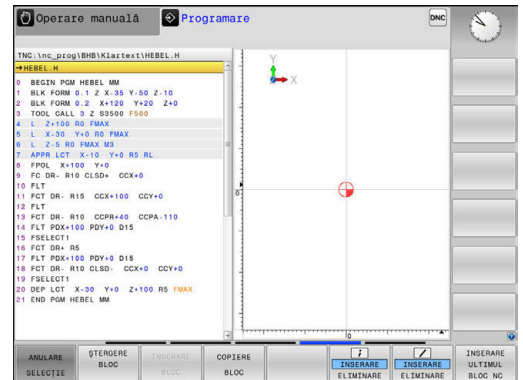 Operare manuală
Programare
DNC
TNC:\nc_prog\BHB\Klartext\HEBEL.H
→HEBEL.H
0 BEGIN PGM HEBEL MM
1 BLK FORM 0.1 Z X-35 Y-50 Z-10
2 BLK FORM 0.2 X+120 Y+20 Z+0
3 TOOL CALL 3 Z S3500 F500
4 L Z+100 R0 FMAX
5 L X-30 Y+0 R0 FMAX
6 L Z-5 R0 FMAX M3
7 APPR LCT X-10 Y+0 R5 RL
8 FPOL X+100 Y+0
9 FC DR- R10 CLSD+ CCX+0
10 FLT
11 FCT DR- R15 CCX+100 CCY+0
12 FLT
13 FCT DR- R10 CCPR+40 CCPA-110
14 FLT PDX+100 PDY+0 D15
15 FSELECT1
16 FCT DR+ R5
17 FLT PDX+100 PDY+0 D15
18 FCT DR- R10 CLSD- CCX+0 CCY+0
19 FSELECT1
20 DEP LCT X-30 Y+0 Z+100 R5 FMAX
21 END PGM HEBEL MM
Y
X
0
0
ANULARE SELECŢIE
ŞTERGERE BLOC
INSERARE BLOC
COPIERE BLOC
INSERARE ELIMINARE
INSERARE ELIMINARE
INSERARE ULTIMUL BLOC NC